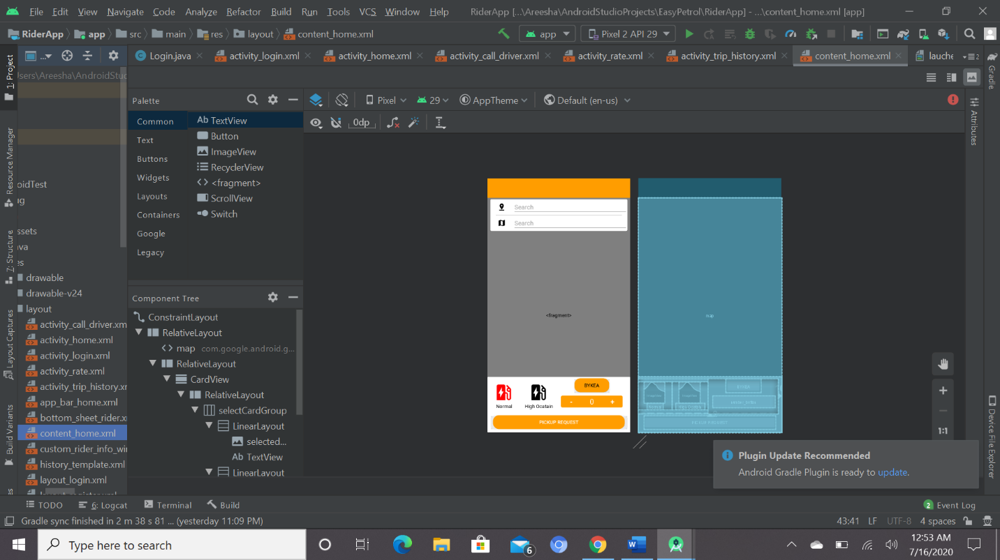 File Edit View Navigate Code Analyze Refactor Build Run Tools VCS Window Help RiderApp [...\Areesha\AndroidStudioProjects\EasyPetrol\RiderApp] - ...\content_home.xml [app]
RiderApp app src main res layout content_home.xml app Pixel 2 API 29
Login.java activity_login.xml activity_home.xml activity_call_driver.xml activity_rate.xml activity_trip_history.xml content_home.xml lauche
1: Project
Resource Manager
7: Structure
Layout Captures
Build Variants
sers\Areesha\AndroidStuc
oidTest
ssets
drawable
drawable-v24
layout
activity_call_driver.xm
activity_home.xml
activity_login.xml
activity_rate.xml
activity_trip_history.xr
app_bar_home.xml
bottom_sheet_rider.x
content_home.xml
custom_rider_info_wi
history_template.xml
layout_login.xml
Palette
Common
Text
Buttons
Widgets
Layouts
Containers
Google
Legacy
Ab TextView
Button
ImageView
RecyclerView
<fragment>
ScrollView
Switch
Component Tree
ConstraintLayout
RelativeLayout
map com.google.android.g...
RelativeLayout
CardView
RelativeLayout
selectCardGroup
LinearLayout
selected...
Ab TextView
LinearLayout
Pixel 29 AppTheme Default (en-us)
0dp
Search
Search
<fragment>
BYKEA
Normal High Ocatain - 0 +
PICKUP REQUEST
map
BYKEA
PICKUP REQUEST
1:1
Gradle
Attributes
Device File Explorer
Plugin Update Recommended
Android Gradle Plugin is ready to update.
TODO 6: Logcat Terminal Build 2 Event Log
Gradle sync finished in 2 m 38 s 81 ... (yesterday 11:09 PM) 43:41 LF UTF-8 4 spaces
Type here to search 6 12:53 AM
7/16/2020